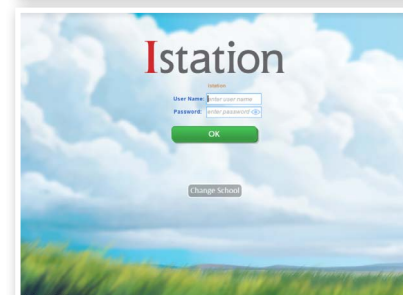 Istation
Istation
User Name: enter user name
Password: enter password
OK
Change School